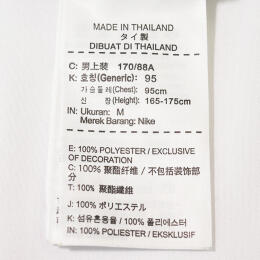 MADE IN THAILAND
タイ製
DIBUAT DI THAILAND
C: 男上裝 170/88A
K: 호칭(Generic): 95
가슴둘레(Chest): 95cm
신 장(Height): 165-175cm
IN: Ukuran: M
Merek Barang: Nike
E: 100% POLYESTER / EXCLUSIVE
OF DECORATION
C: 100% 聚酯纤维 / 不包括装饰部
分
T: 100% 聚酯纖維
J: 100% ポリエステル
K: 섬유혼용율 / 100% 폴리에스터
IN: 100% POLIESTER / EKSKLUSIF